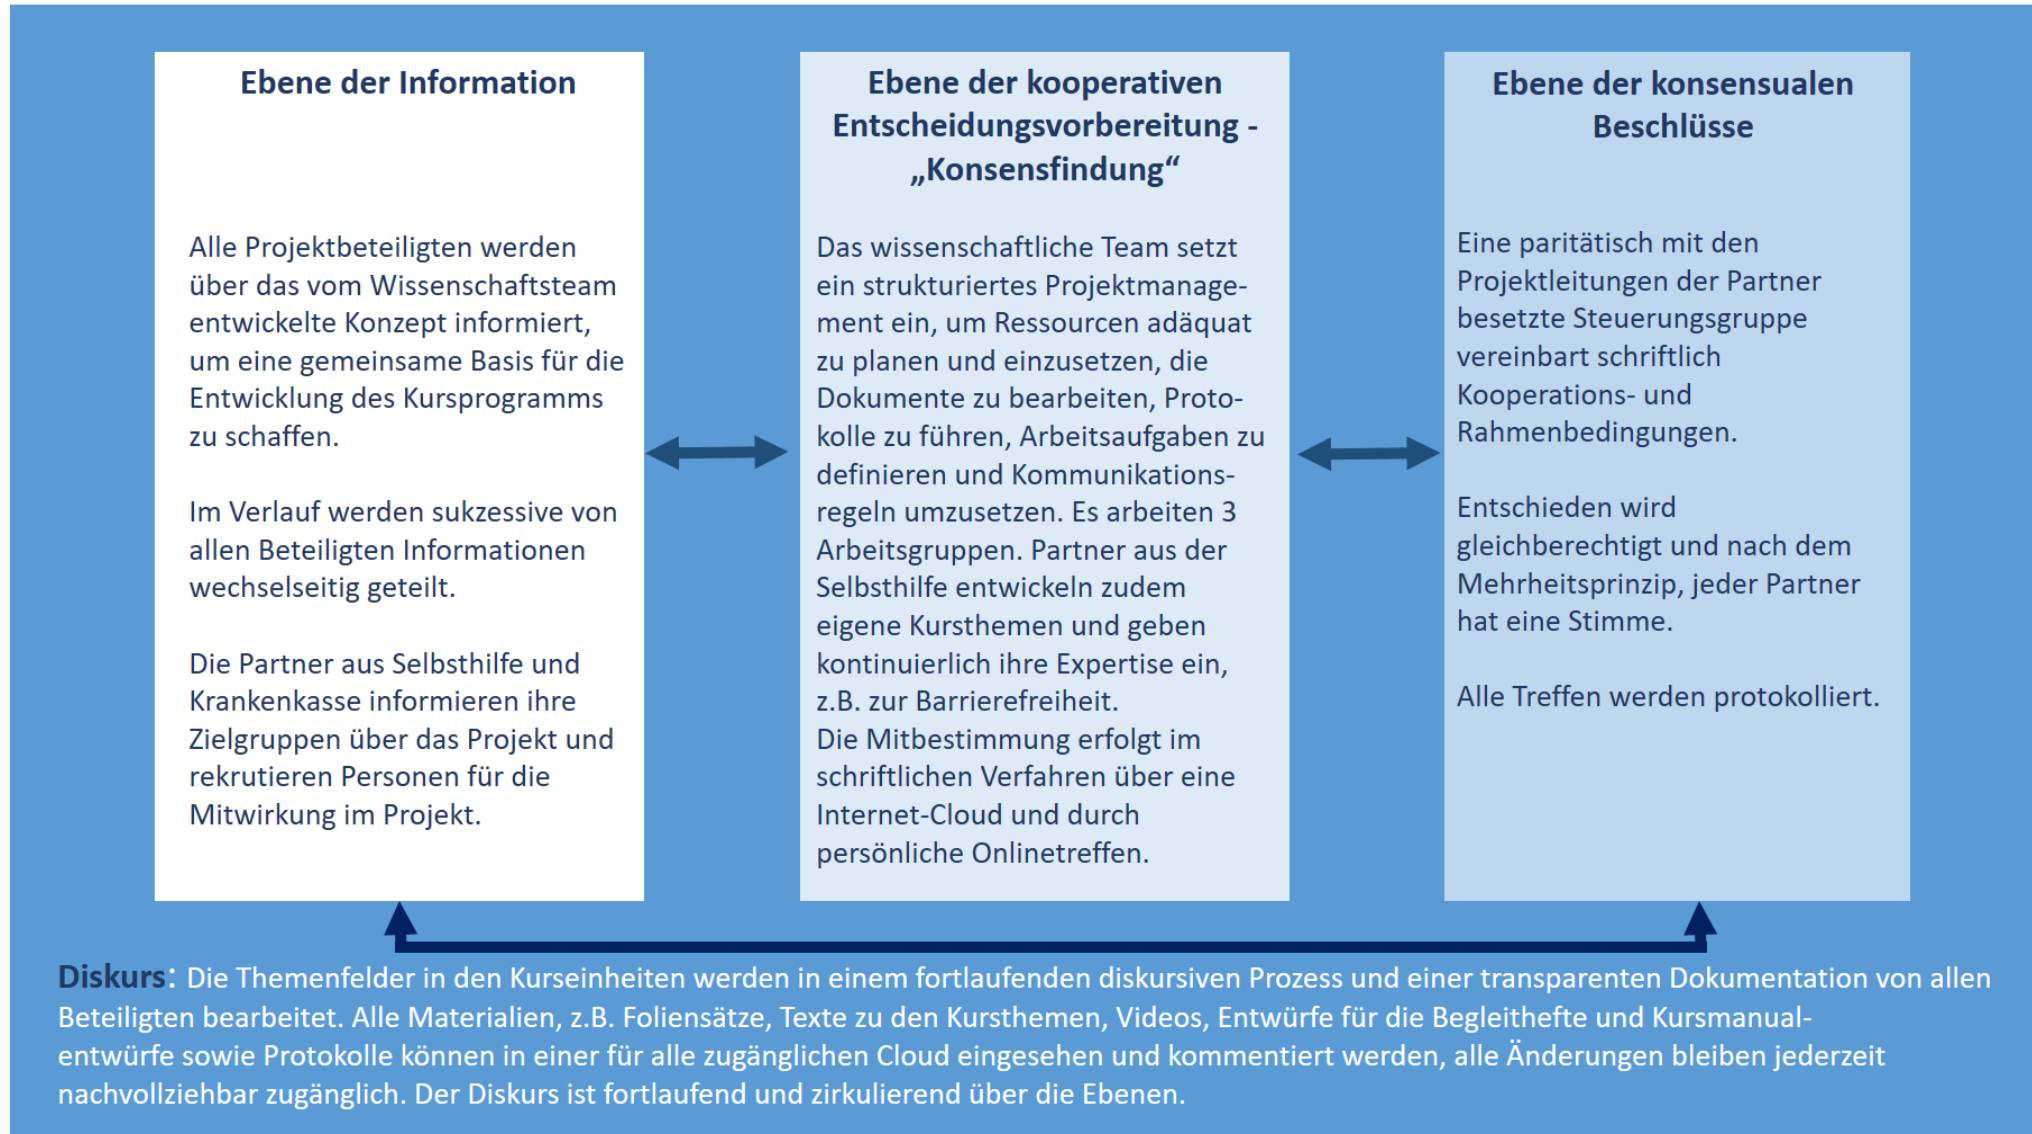 Ebene der Information
Alle Projektbeteiligten werden
über das vom Wissenschaftsteam
entwickelte Konzept informiert,
um eine gemeinsame Basis für die
Entwicklung des Kursprogramms
zu schaffen.
Im Verlauf werden sukzessive von
allen Beteiligten Informationen
wechselseitig geteilt.
Die Partner aus Selbsthilfe und
Krankenkasse informieren ihre
Zielgruppen über das Projekt und
rekrutieren Personen für die
Mitwirkung im Projekt.
Ebene der kooperativen
Entscheidungsvorbereitung -
„Konsensfindung“
Das wissenschaftliche Team setzt
ein strukturiertes Projektmanage-
ment ein, um Ressourcen adäquat
zu planen und einzusetzen, die
Dokumente zu bearbeiten, Proto-
kolle zu führen, Arbeitsaufgaben zu
definieren und Kommunikations-
regeln umzusetzen. Es arbeiten 3
Arbeitsgruppen. Partner aus der
Selbsthilfe entwickeln zudem
eigene Kursthemen und geben
kontinuierlich ihre Expertise ein,
z.B. zur Barrierefreiheit.
Die Mitbestimmung erfolgt im
schriftlichen Verfahren über eine
Internet-Cloud und durch
persönliche Onlinetreffen.
Ebene der konsensualen
Beschlüsse
Eine paritätisch mit den
Projektleitungen der Partner
besetzte Steuerungsgruppe
vereinbart schriftlich
Kooperations- und
Rahmenbedingungen.
Entschieden wird
gleichberechtigt und nach dem
Mehrheitsprinzip, jeder Partner
hat eine Stimme.
Alle Treffen werden protokolliert.
Diskurs: Die Themenfelder in den Kurseinheiten werden in einem fortlaufenden diskursiven Prozess und einer transparenten Dokumentation von allen
Beteiligten bearbeitet. Alle Materialien, z.B. Foliensätze, Texte zu den Kursthemen, Videos, Entwürfe für die Begleithefte und Kursmanual-
entwürfe sowie Protokolle können in einer für alle zugänglichen Cloud eingesehen und kommentiert werden, alle Änderungen bleiben jederzeit
nachvollziehbar zugänglich. Der Diskurs ist fortlaufend und zirkulierend über die Ebenen.